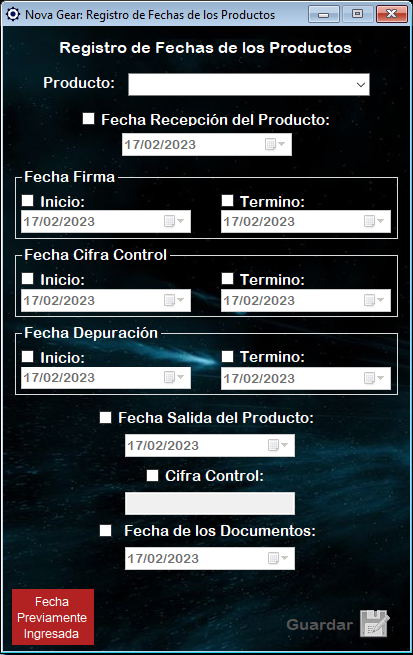 Nova Gear: Registro de Fechas de los Productos
Registro de Fechas de los Productos
Producto:
Fecha Recepción del Producto:
17/02/2023
Fecha Firma
Inicio: Termino:
17/02/2023 17/02/2023
Fecha Cifra Control
Inicio: Termino:
17/02/2023 17/02/2023
Fecha Depuración
Inicio: Termino:
17/02/2023 17/02/2023
Fecha Salida del Producto:
17/02/2023
Cifra Control:
Fecha de los Documentos:
17/02/2023
Fecha
Previamente
Ingresada
Guardar